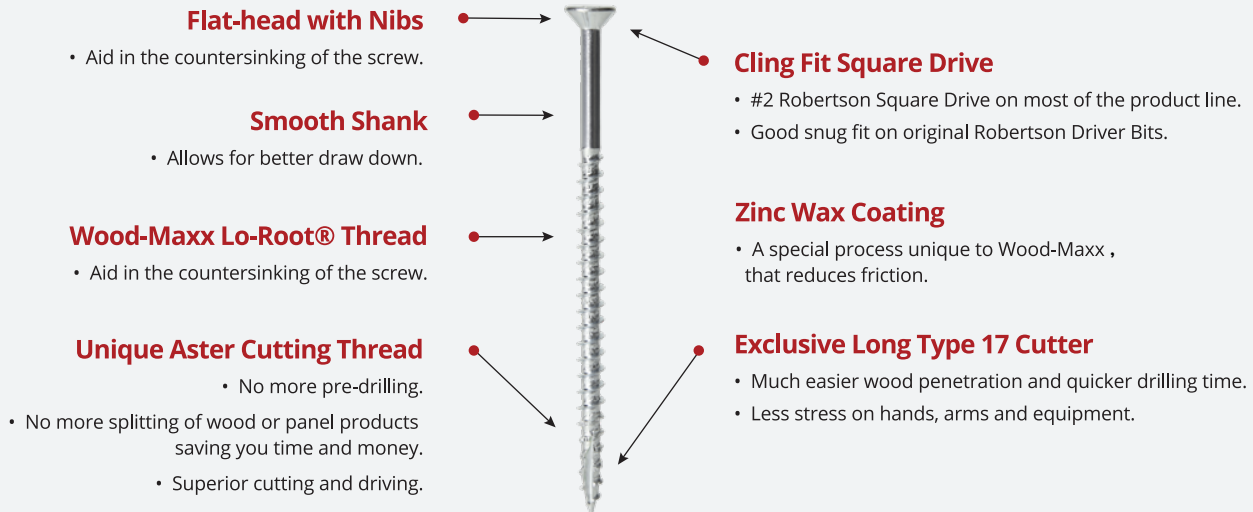 Flat-head with Nibs
• Aid in the countersinking of the screw.
Smooth Shank
• Allows for better draw down.
Wood-Maxx Lo-Root® Thread
• Aid in the countersinking of the screw.
Unique Aster Cutting Thread
• No more pre-drilling.
• No more splitting of wood or panel products
saving you time and money.
• Superior cutting and driving.
Cling Fit Square Drive
• #2 Robertson Square Drive on most of the product line.
• Good snug fit on original Robertson Driver Bits.
Zinc Wax Coating
• A special process unique to Wood-Maxx ,
that reduces friction.
Exclusive Long Type 17 Cutter
• Much easier wood penetration and quicker drilling time.
• Less stress on hands, arms and equipment.